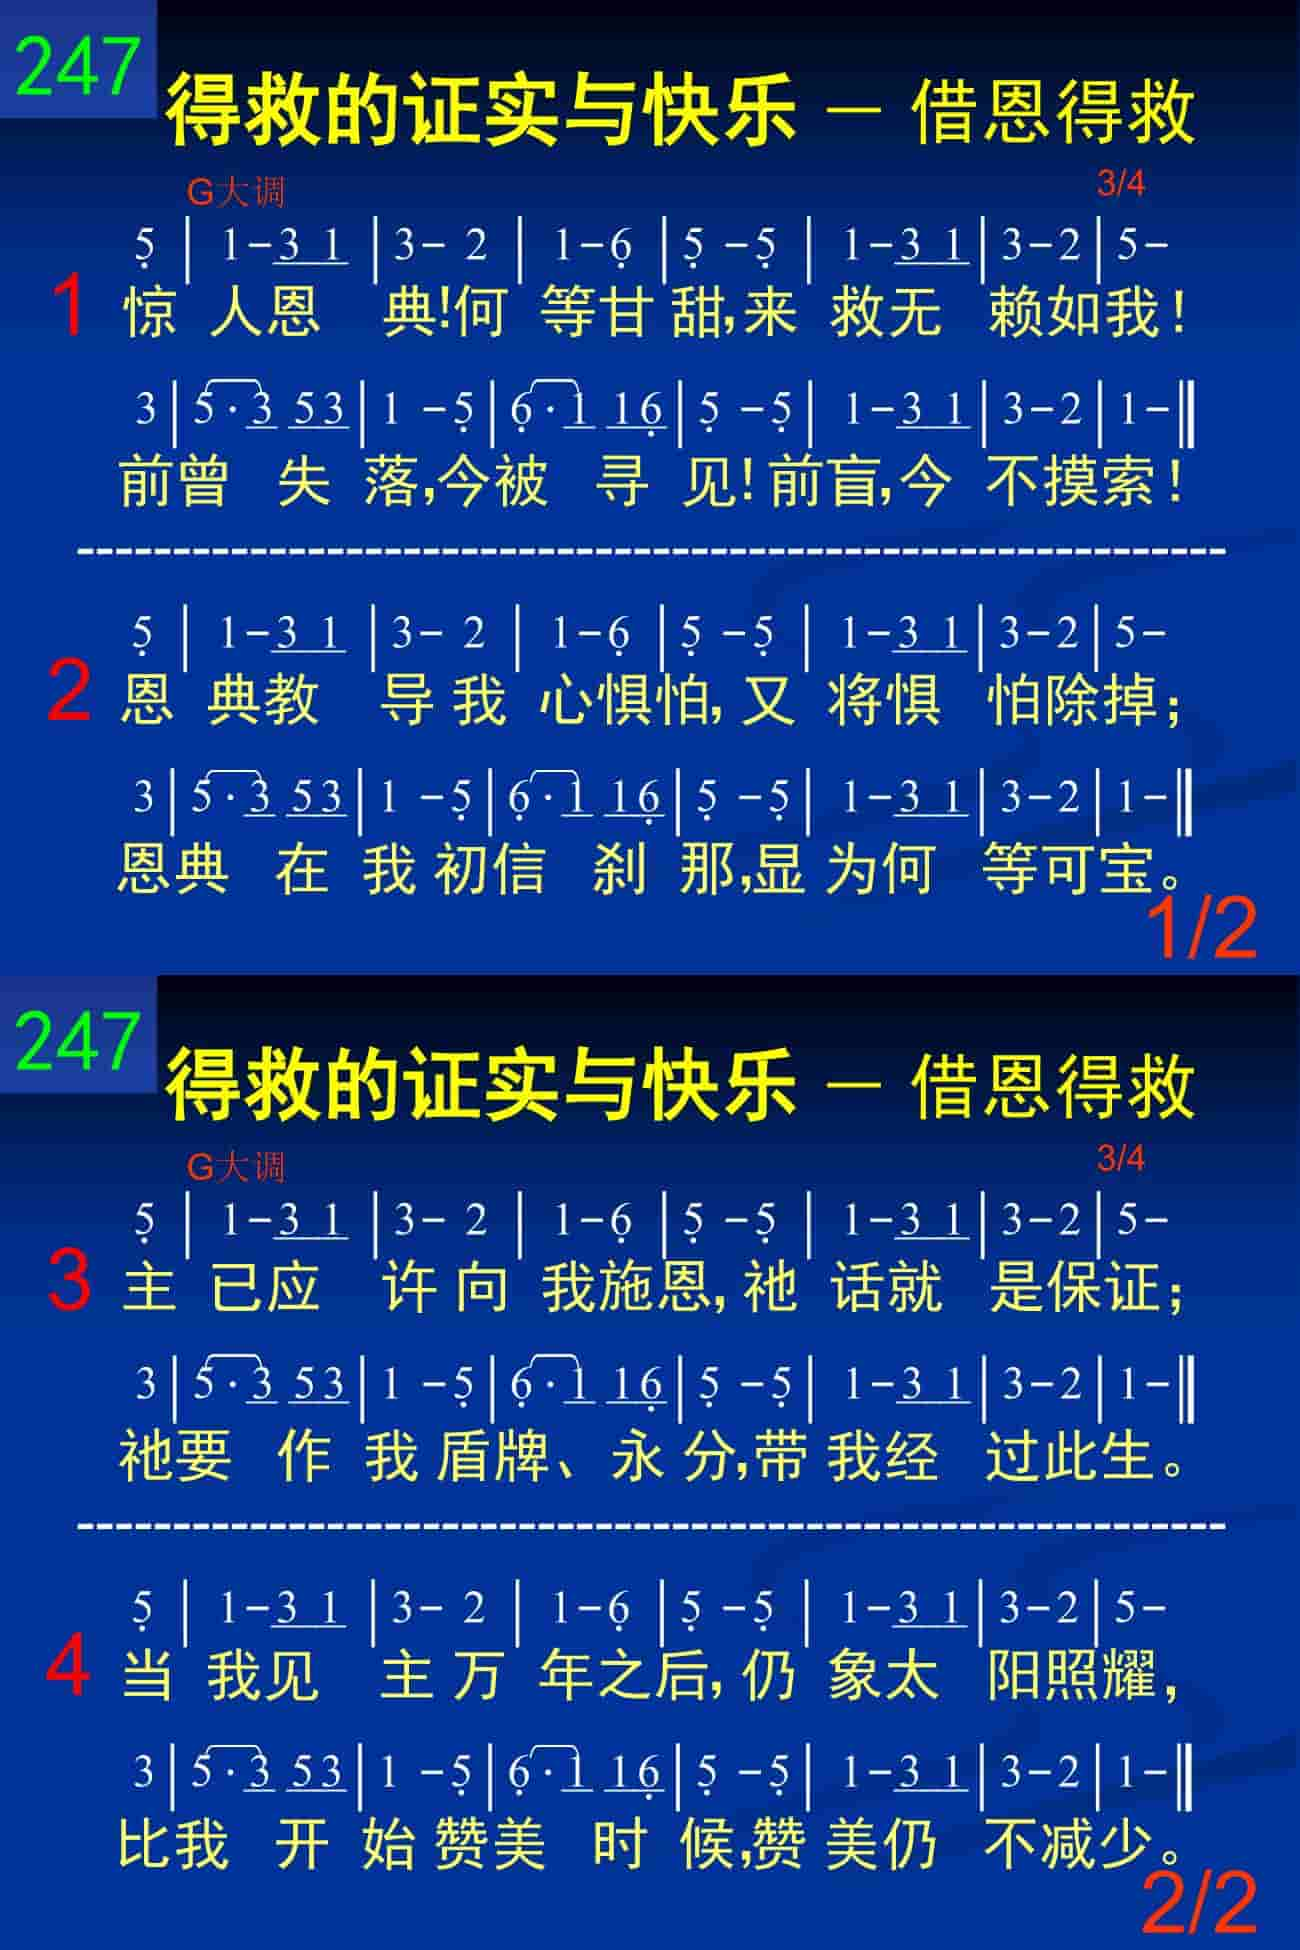 247
得救的证实与快乐 － 借恩得救
G大调 3/4
5̣ | 1-3 1 | 3- 2 | 1-6̣ | 5̣ -5̣ | 1-3 1 | 3-2 | 5-
1 惊 人恩 典!何 等甘 甜,来 救无 赖如我!
3 | 5·3 53 | 1 -5̣ | 6̣·1 16̣ | 5̣ -5̣ | 1-3 1 | 3-2 | 1-‖
前曾 失 落,今被 寻 见!前盲,今 不摸索!
5̣ | 1-3 1 | 3- 2 | 1-6̣ | 5̣ -5̣ | 1-3 1 | 3-2 | 5-
2 恩 典教 导 我 心惧怕,又 将惧 怕除掉;
3 | 5·3 53 | 1 -5̣ | 6̣·1 16̣ | 5̣ -5̣ | 1-3 1 | 3-2 | 1-‖
恩典 在 我 初信 刹 那,显 为何 等可宝。
1/2
247
得救的证实与快乐 － 借恩得救
G大调 3/4
5̣ | 1-3 1 | 3- 2 | 1-6̣ | 5̣ -5̣ | 1-3 1 | 3-2 | 5-
3 主 已应 许 向 我施恩,祂 话就 是保证;
3 | 5·3 53 | 1 -5̣ | 6̣·1 16̣ | 5̣ -5̣ | 1-3 1 | 3-2 | 1-‖
祂要 作 我 盾牌、永 分,带 我经 过此生。
5̣ | 1-3 1 | 3- 2 | 1-6̣ | 5̣ -5̣ | 1-3 1 | 3-2 | 5-
4 当 我见 主 万 年之后,仍 象太 阳照耀,
3 | 5·3 53 | 1 -5̣ | 6̣·1 16̣ | 5̣ -5̣ | 1-3 1 | 3-2 | 1-‖
比我 开 始 赞美 时 候,赞 美仍 不减少。
2/2